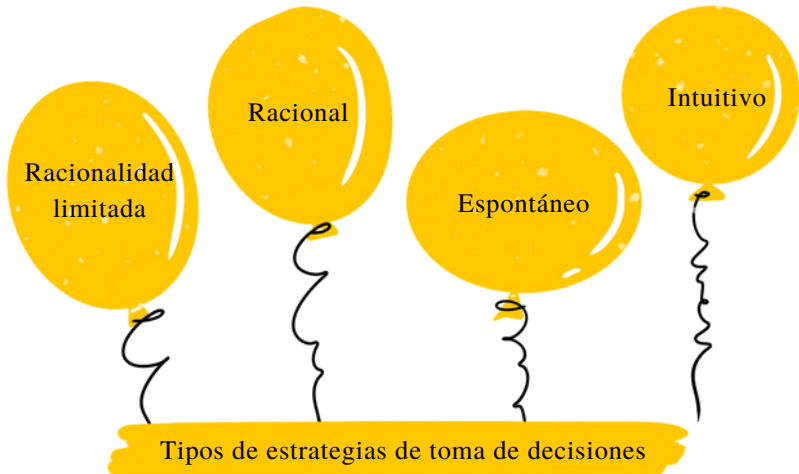 Racionalidad
limitada
Racional
Espontáneo
Intuitivo
Tipos de estrategias de toma de decisiones